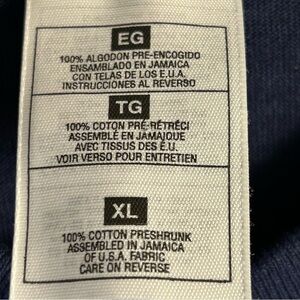 EG
100% ALGODON PRE-ENCOGIDO
ENSAMBLADO EN JAMAICA
CON TELAS DE LOS E.U.A.
INSTRUCCIONES AL REVERSO
TG
100% COTON PRÉ-RÉTRÉCI
ASSEMBLÉ EN JAMAIQUE
AVEC TISSUS DES É.U.
VOIR VERSO POUR ENTRETIEN
XL
100% COTTON PRESHRUNK
ASSEMBLED IN JAMAICA
OF U.S.A. FABRIC
CARE ON REVERSE